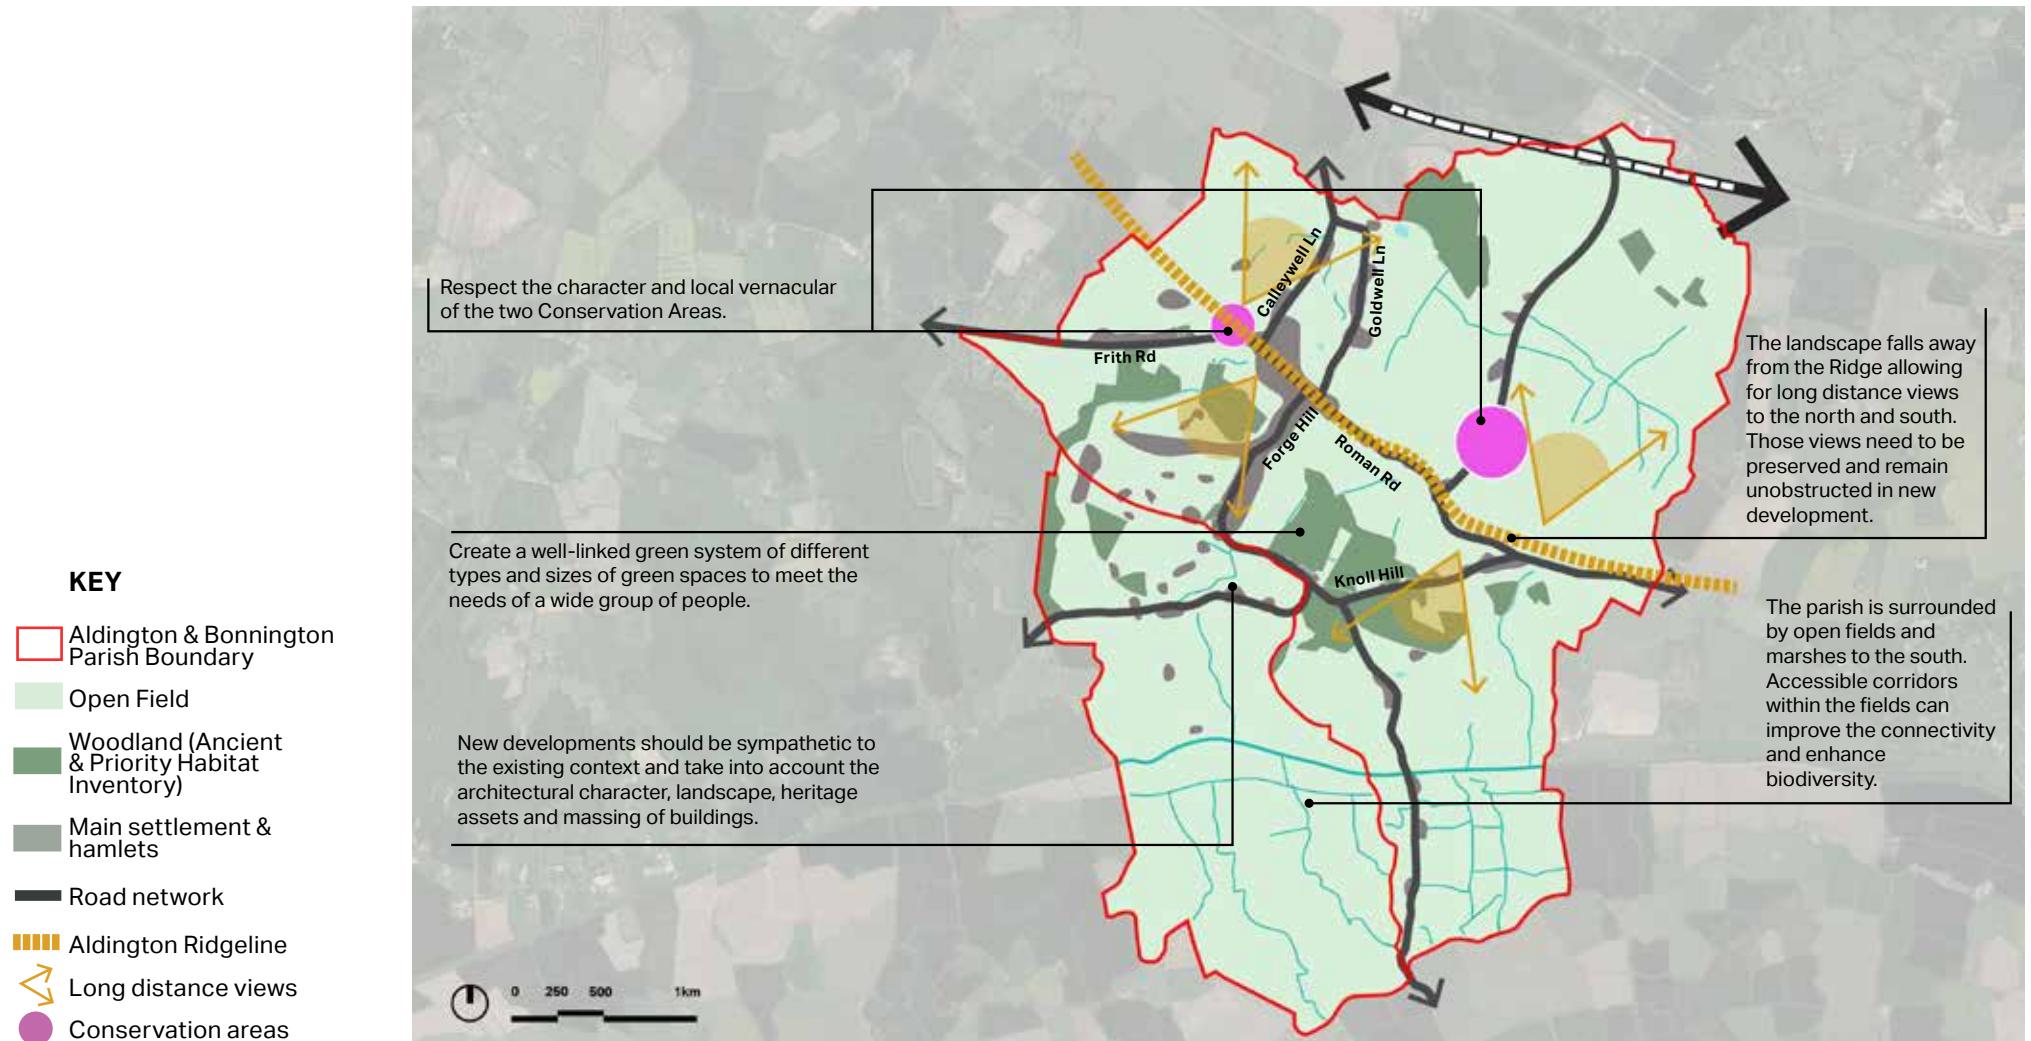 Respect the character and local vernacular
of the two Conservation Areas.
Create a well-linked green system of different
types and sizes of green spaces to meet the
needs of a wide group of people.
New developments should be sympathetic to
the existing context and take into account the
architectural character, landscape, heritage
assets and massing of buildings.
The landscape falls away
from the Ridge allowing
for long distance views
to the north and south.
Those views need to be
preserved and remain
unobstructed in new
development.
The parish is surrounded
by open fields and
marshes to the south.
Accessible corridors
within the fields can
improve the connectivity
and enhance
biodiversity.
Calleywell Ln
Goldwell Ln
Frith Rd
Forge Hill
Roman Rd
Knoll Hill
KEY
Aldington & Bonnington
Parish Boundary
Open Field
Woodland (Ancient
& Priority Habitat
Inventory)
Main settlement &
hamlets
Road network
Aldington Ridgeline
Long distance views
Conservation areas
0 250 500 1km